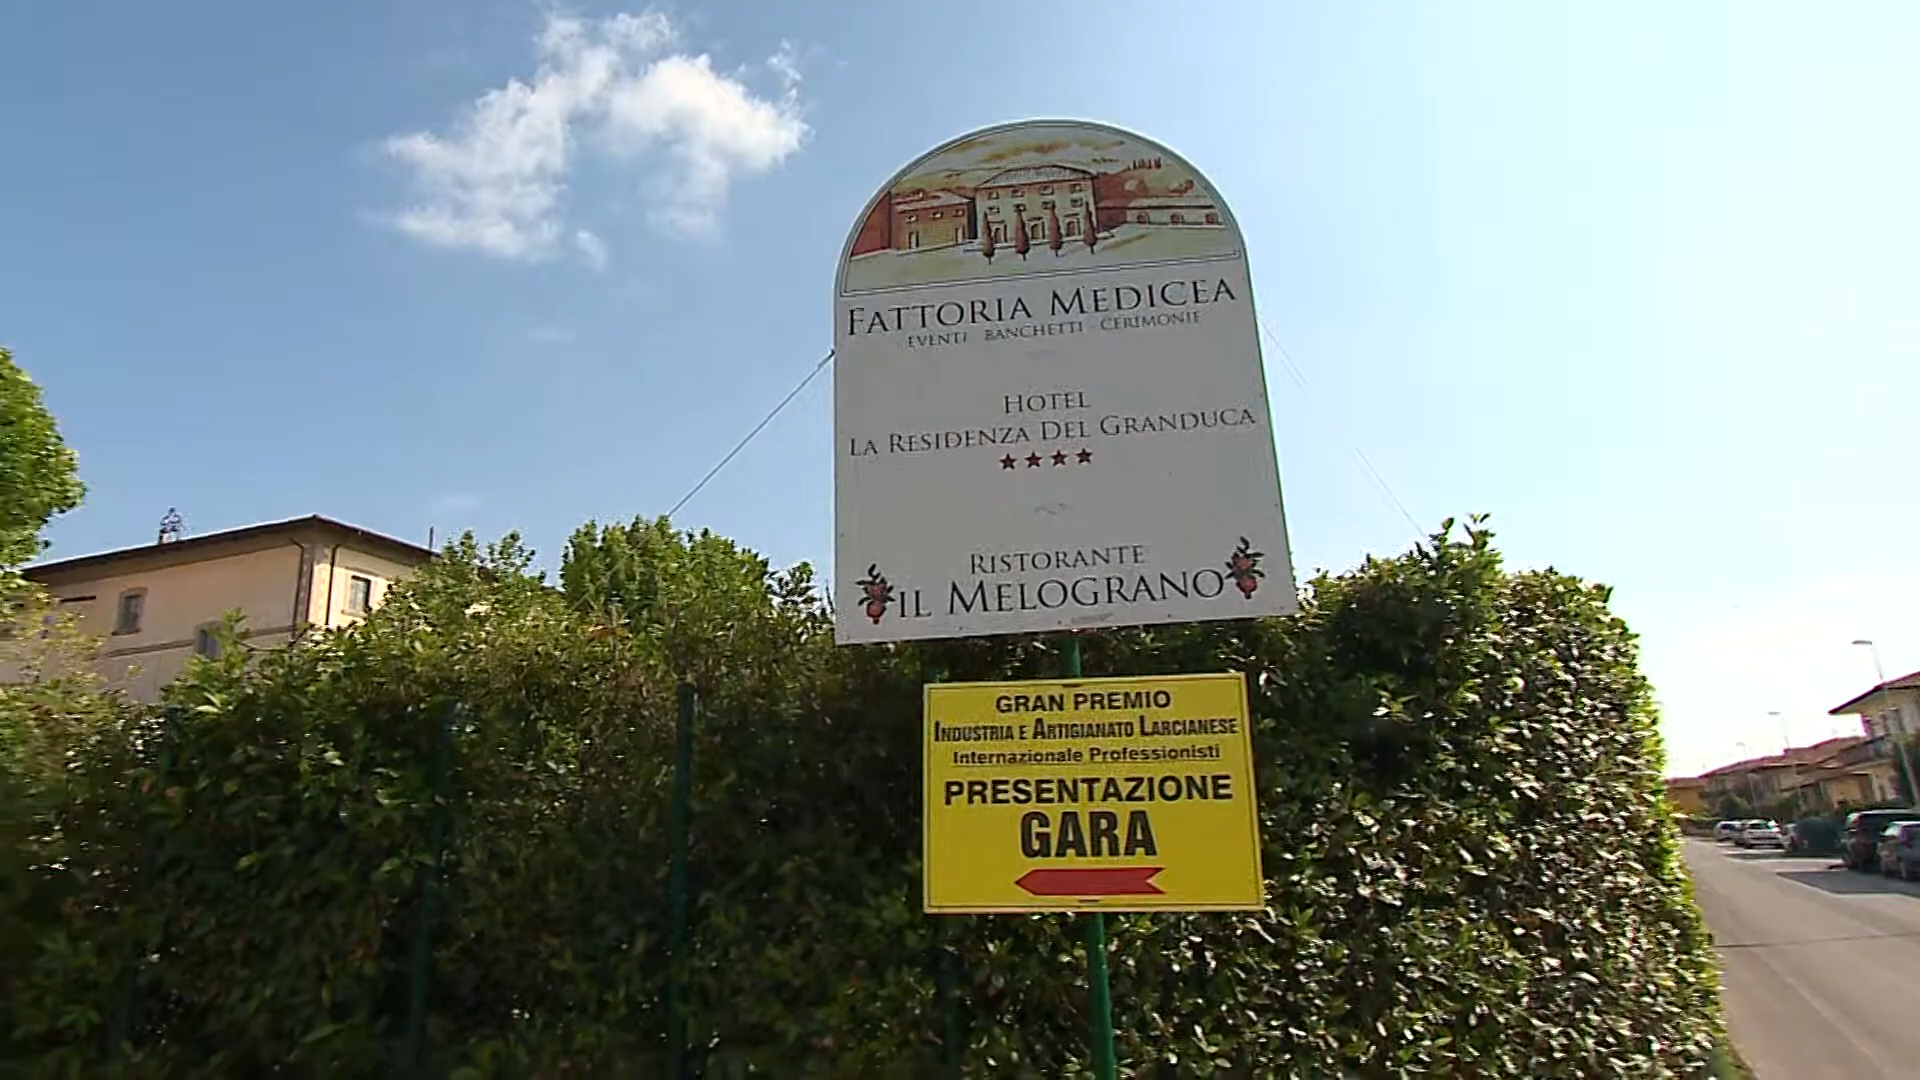 FATTORIA MEDICEA
EVENTI BANCHETTI CERIMONIE
HOTEL
LA RESIDENZA DEL GRANDUCA
RISTORANTE
IL MELOGRANO
GRAN PREMIO
INDUSTRIA E ARTIGIANATO LARCIANESE
Internazionale Professionisti
PRESENTAZIONE
GARA